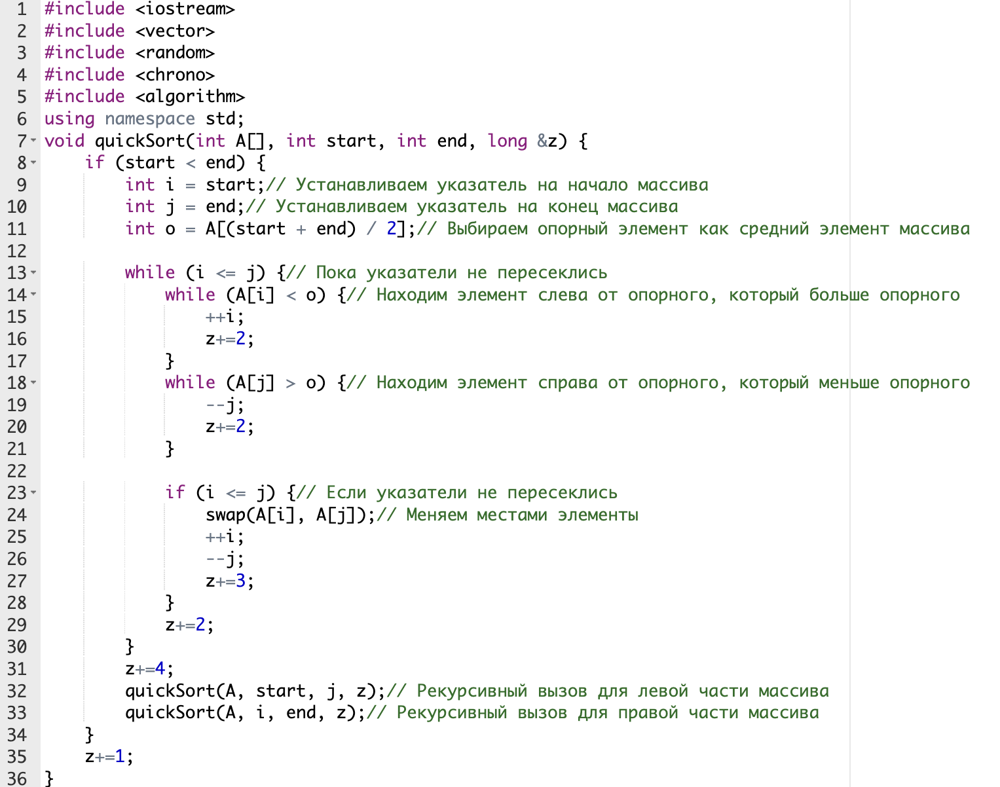 1 #include <iostream>
2 #include <vector>
3 #include <random>
4 #include <chrono>
5 #include <algorithm>
6 using namespace std;
7 void quickSort(int A[], int start, int end, long &z) {
8     if (start < end) {
9         int i = start;// Устанавливаем указатель на начало массива
10         int j = end;// Устанавливаем указатель на конец массива
11         int o = A[(start + end) / 2];// Выбираем опорный элемент как средний элемент массива
12
13         while (i <= j) {// Пока указатели не пересеклись
14             while (A[i] < o) {// Находим элемент слева от опорного, который больше опорного
15                 ++i;
16                 z+=2;
17             }
18             while (A[j] > o) {// Находим элемент справа от опорного, который меньше опорного
19                 --j;
20                 z+=2;
21             }
22
23             if (i <= j) {// Если указатели не пересеклись
24                 swap(A[i], A[j]);// Меняем местами элементы
25                 ++i;
26                 --j;
27                 z+=3;
28             }
29             z+=2;
30         }
31         z+=4;
32         quickSort(A, start, j, z);// Рекурсивный вызов для левой части массива
33         quickSort(A, i, end, z);// Рекурсивный вызов для правой части массива
34     }
35     z+=1;
36 }